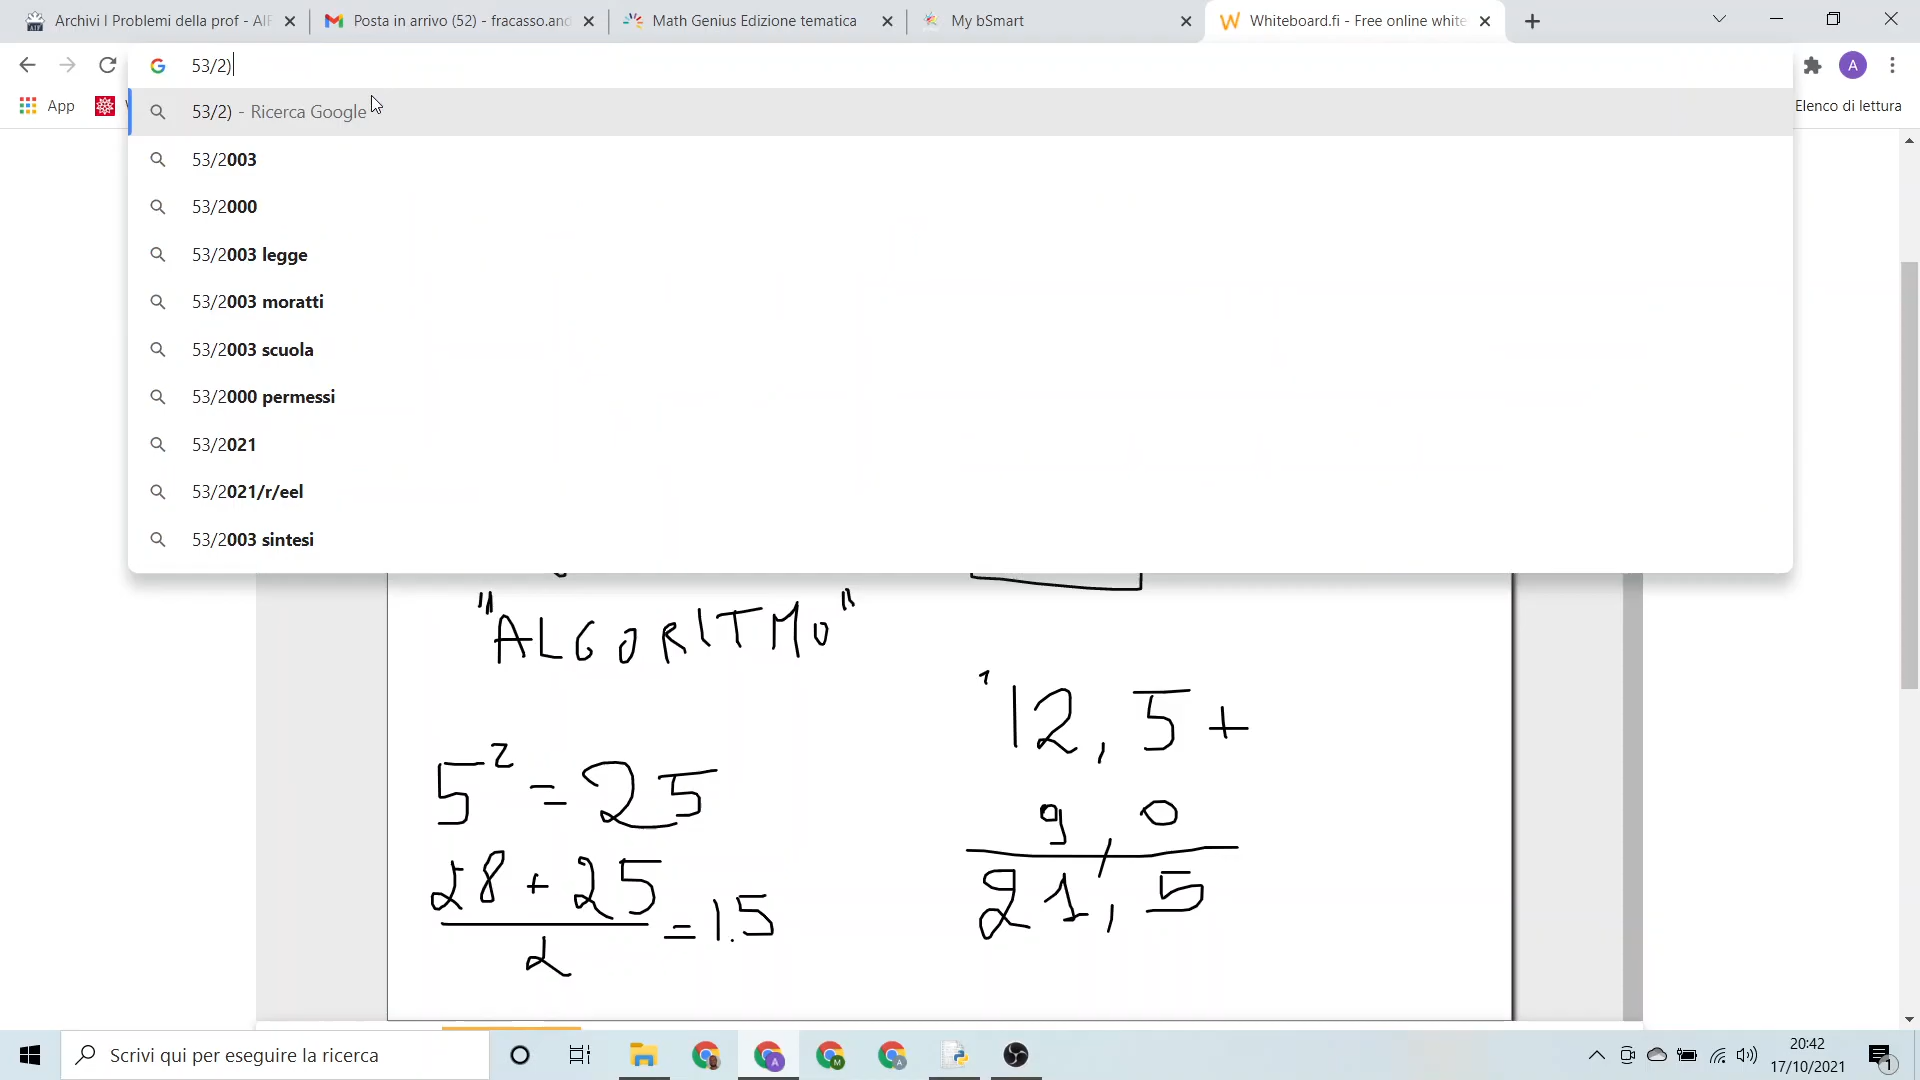 Archivi I Problemi della prof - AIF
Posta in arrivo (52) - fracasso.and
Math Genius Edizione tematica
My bSmart
Whiteboard.fi - Free online white
53/2)
App
Elenco di lettura
53/2) - Ricerca Google
53/2003
53/2000
53/2003 legge
53/2003 moratti
53/2003 scuola
53/2000 permessi
53/2021
53/2021/r/eel
53/2003 sintesi
"ALGORITMO"
5² = 25
28 + 25
2
= 1.5
1
12,5+
9,0
21,5
Scrivi qui per eseguire la ricerca
20:42
17/10/2021
1